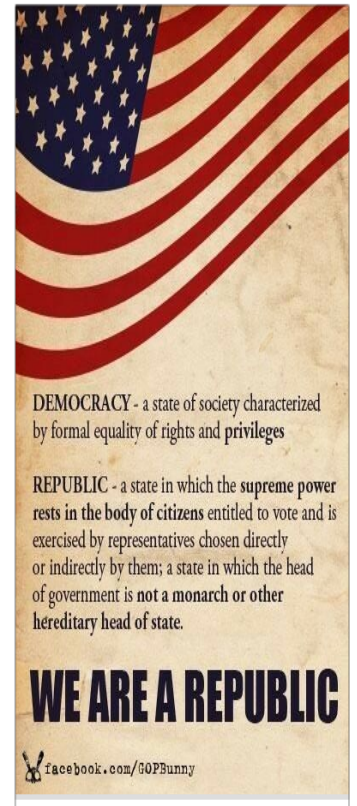 DEMOCRACY - a state of society characterized
by formal equality of rights and privileges
REPUBLIC - a state in which the supreme power
rests in the body of citizens entitled to vote and is
exercised by representatives chosen directly
or indirectly by them; a state in which the head
of government is not a monarch or other
hereditary head of state.
WE ARE A REPUBLIC
facebook.com/GOPBunny